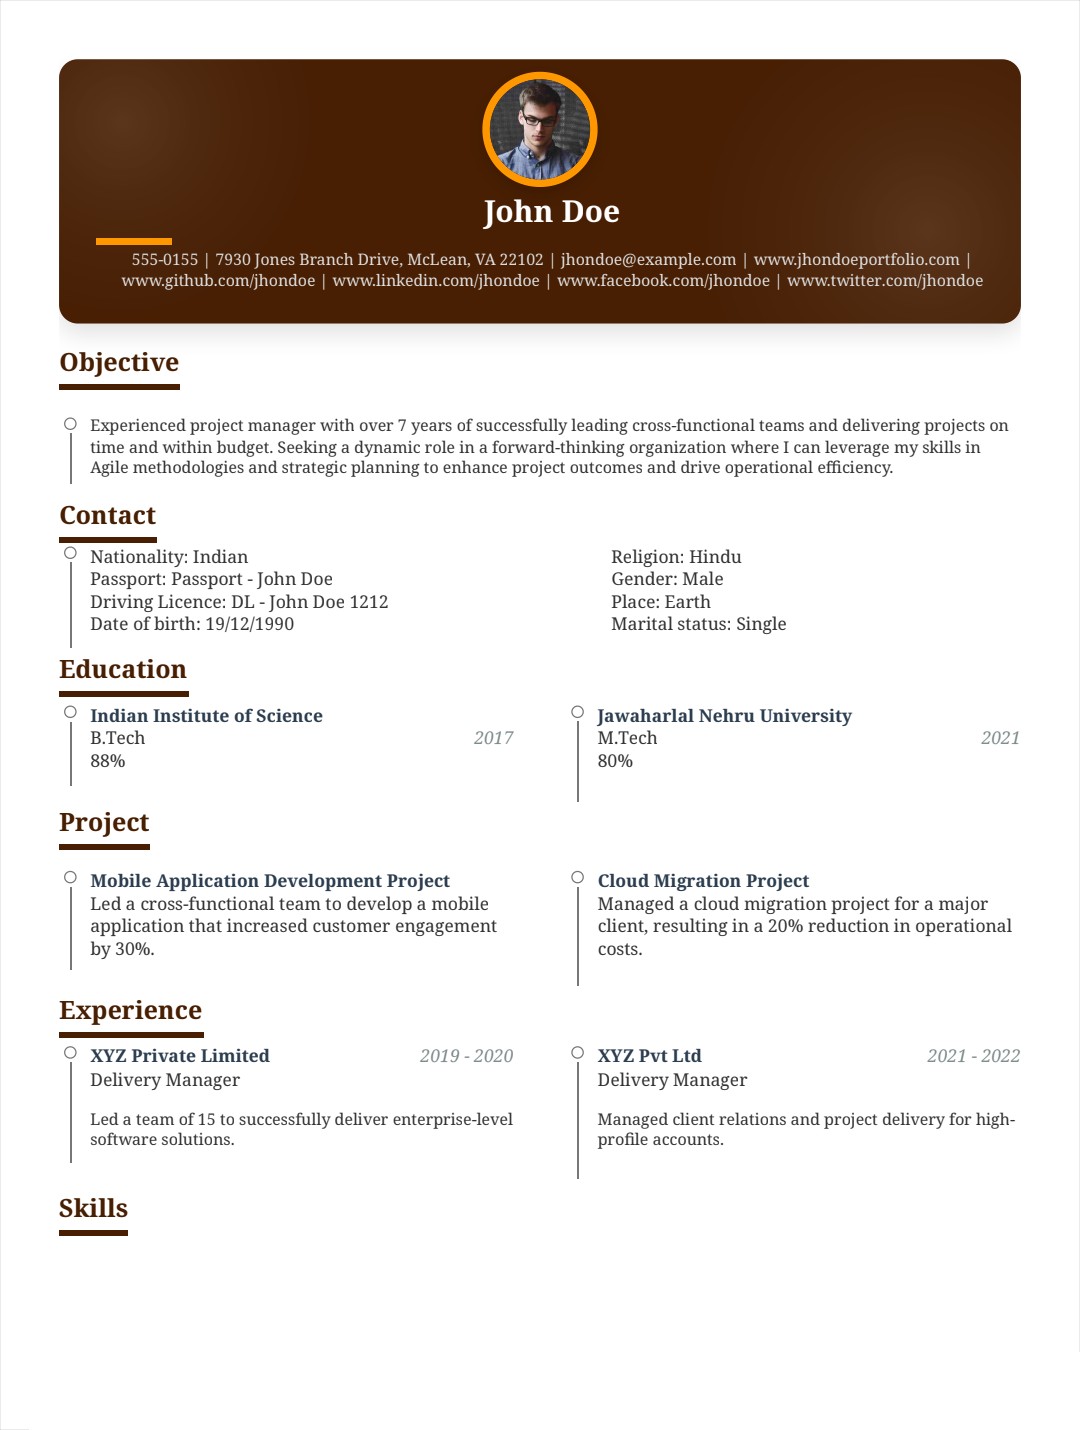 John Doe
555-0155 | 7930 Jones Branch Drive, McLean, VA 22102 | jhondoe@example.com | www.jhondoeportfolio.com |
www.github.com/jhondoe | www.linkedin.com/jhondoe | www.facebook.com/jhondoe | www.twitter.com/jhondoe
Objective
Experienced project manager with over 7 years of successfully leading cross-functional teams and delivering projects on
time and within budget. Seeking a dynamic role in a forward-thinking organization where I can leverage my skills in
Agile methodologies and strategic planning to enhance project outcomes and drive operational efficiency.
Contact
Nationality: Indian
Passport: Passport - John Doe
Driving Licence: DL - John Doe 1212
Date of birth: 19/12/1990
Religion: Hindu
Gender: Male
Place: Earth
Marital status: Single
Education
Indian Institute of Science
B.Tech 2017
88%
Jawaharlal Nehru University
M.Tech 2021
80%
Project
Mobile Application Development Project
Led a cross-functional team to develop a mobile
application that increased customer engagement
by 30%.
Cloud Migration Project
Managed a cloud migration project for a major
client, resulting in a 20% reduction in operational
costs.
Experience
XYZ Private Limited 2019 - 2020
Delivery Manager
Led a team of 15 to successfully deliver enterprise-level
software solutions.
XYZ Pvt Ltd 2021 - 2022
Delivery Manager
Managed client relations and project delivery for high-
profile accounts.
Skills